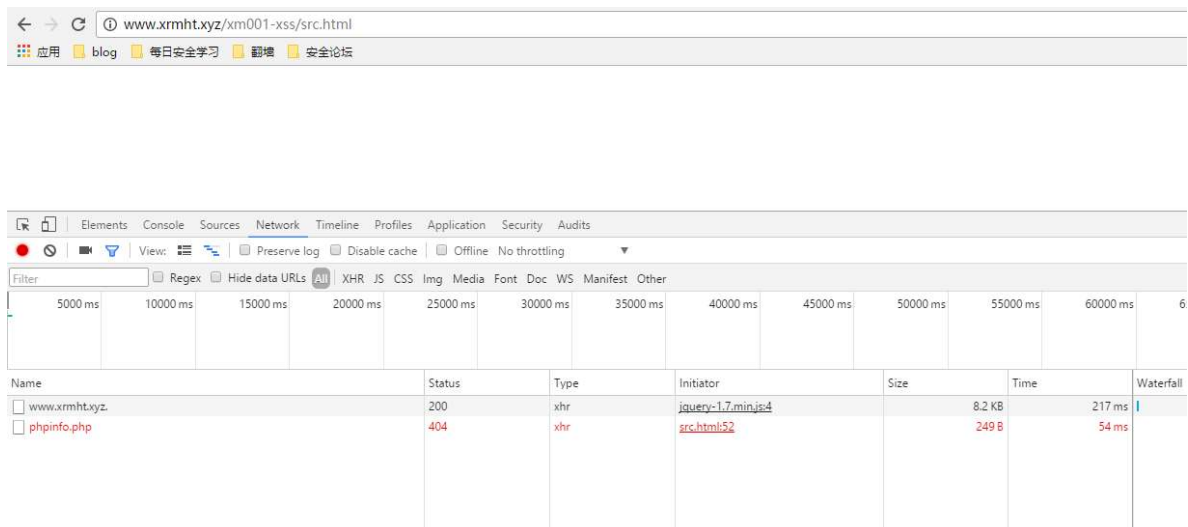 www.xrmht.xyz/xm001-xss/src.html
应用 blog 每日安全学习 翻墙 安全论坛
Elements Console Sources Network Timeline Profiles Application Security Audits
View: Preserve log Disable cache Offline No throttling
Filter Regex Hide data URLs All XHR JS CSS Img Media Font Doc WS Manifest Other
5000 ms 10000 ms 15000 ms 20000 ms 25000 ms 30000 ms 35000 ms 40000 ms 45000 ms 50000 ms 55000 ms 60000 ms 6
Name Status Type Initiator Size Time Waterfall
www.xrmht.xyz. 200 xhr jquery-1.7.min.js:4 8.2 KB 217 ms
phpinfo.php 404 xhr src.html:52 249 B 54 ms